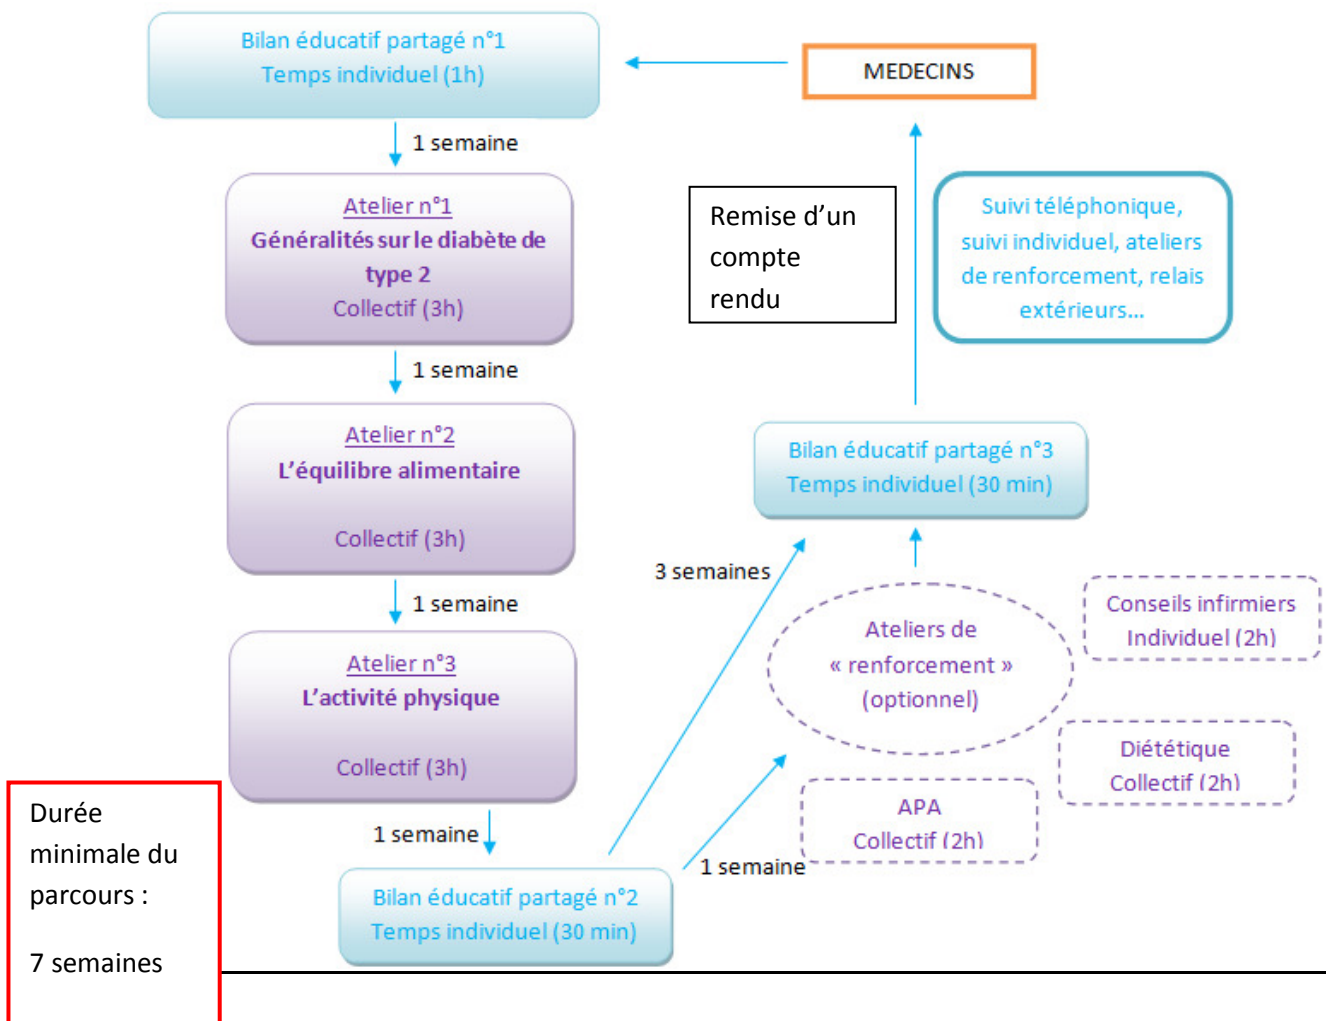 Bilan éducatif partagé n°1
Temps individuel (1h)
MEDECINS
1 semaine
Atelier n°1
Généralités sur le diabète de
type 2
Collectif (3h)
Remise d’un
compte
rendu
Suivi téléphonique,
suivi individuel, ateliers
de renforcement, relais
extérieurs...
1 semaine
Atelier n°2
L’équilibre alimentaire
Collectif (3h)
Bilan éducatif partagé n°3
Temps individuel (30 min)
1 semaine
3 semaines
Atelier n°3
L’activité physique
Collectif (3h)
Ateliers de
« renforcement »
(optionnel)
Conseils infirmiers
Individuel (2h)
Diététique
Collectif (2h)
APA
Collectif (2h)
1 semaine
1 semaine
Bilan éducatif partagé n°2
Temps individuel (30 min)
Durée
minimale du
parcours :
7 semaines